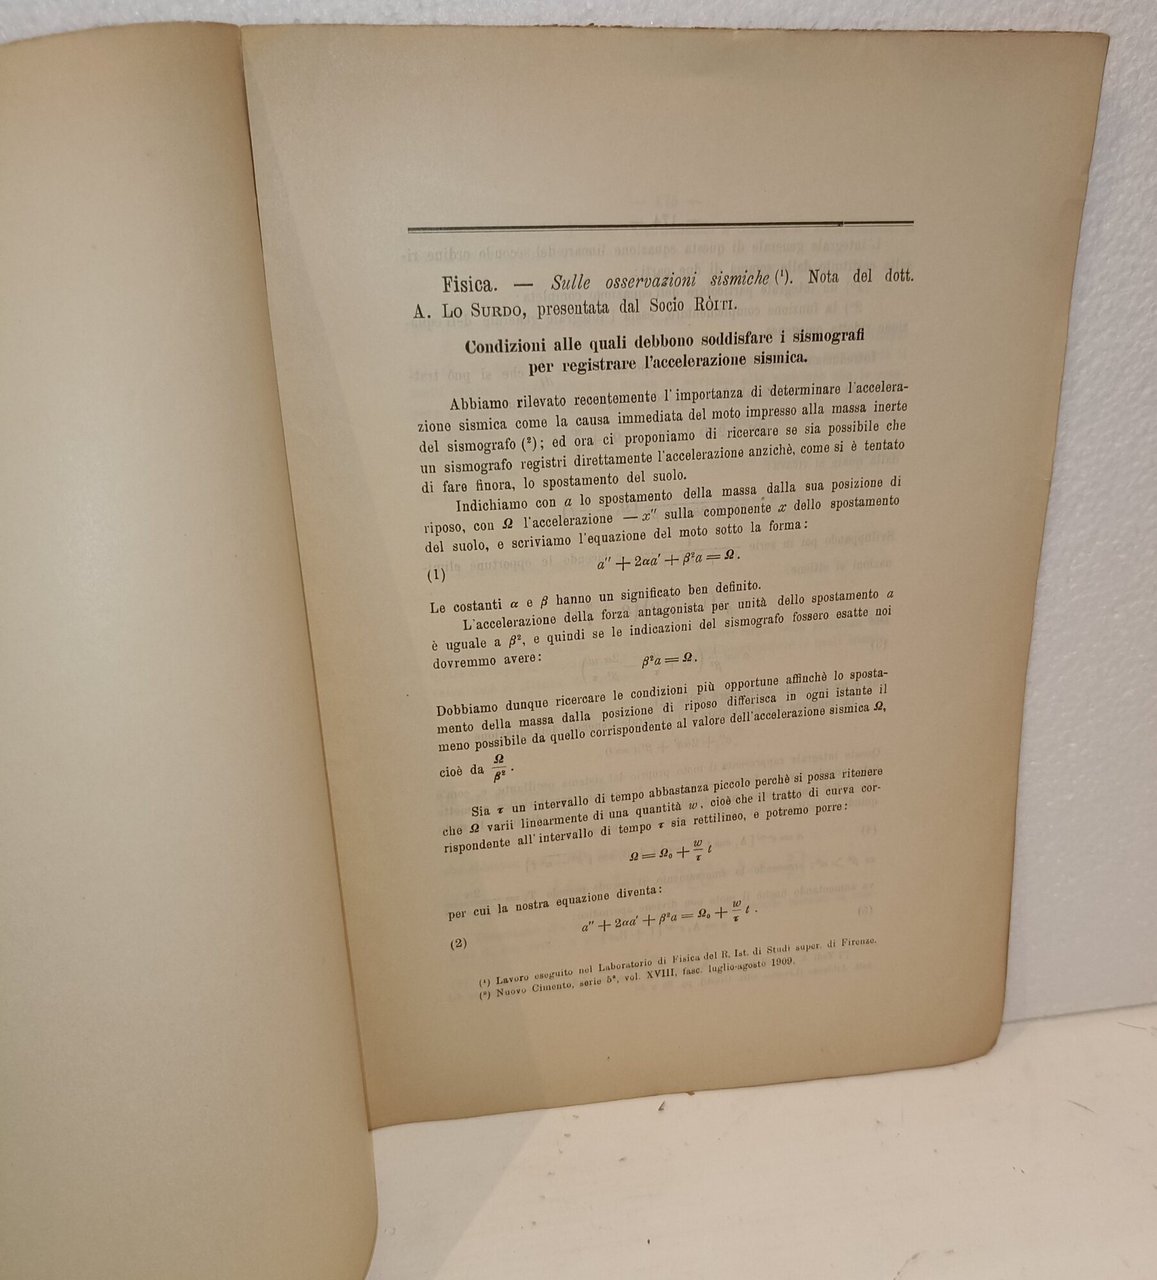 Fisica. — Sulle osservazioni sismiche (¹). Nota del dott.
A. Lo Surdo, presentata dal Socio Ròiti.
Condizioni alle quali debbono soddisfare i sismografi
per registrare l'accelerazione sismica.
Abbiamo rilevato recentemente l'importanza di determinare l'accelera-
zione sismica come la causa immediata del moto impresso alla massa inerte
del sismografo (²); ed ora ci proponiamo di ricercare se sia possibile che
un sismografo registri direttamente l'accelerazione anzichè, come si è tentato
di fare finora, lo spostamento del suolo.
Indichiamo con a lo spostamento della massa dalla sua posizione di
riposo, con Ω l'accelerazione — x″ sulla componente x dello spostamento
del suolo, e scriviamo l'equazione del moto sotto la forma:
(1) a″ + 2αa′ + β²a = Ω.
Le costanti α e β hanno un significato ben definito.
L'accelerazione della forza antagonista per unità dello spostamento a
è uguale a β², e quindi se le indicazioni del sismografo fossero esatte noi
dovremmo avere:
β²a = Ω.
Dobbiamo dunque ricercare le condizioni più opportune affinchè lo sposta-
mento della massa dalla posizione di riposo differisca in ogni istante il
meno possibile da quello corrispondente al valore dell'accelerazione sismica Ω,
cioè da Ω/β².
Sia τ un intervallo di tempo abbastanza piccolo perchè si possa ritenere
che Ω varii linearmente di una quantità w, cioè che il tratto di curva cor-
rispondente all'intervallo di tempo τ sia rettilineo, e potremo porre:
Ω = Ω₀ + w/τ t
per cui la nostra equazione diventa:
(2) a″ + 2αa′ + β²a = Ω₀ + w/τ t.
(¹) Lavoro eseguito nel Laboratorio di Fisica del R. Ist. di Studi super. di Firenze.
(²) Nuovo Cimento, serie 5ª, vol. XVIII, fasc. luglio-agosto 1909.